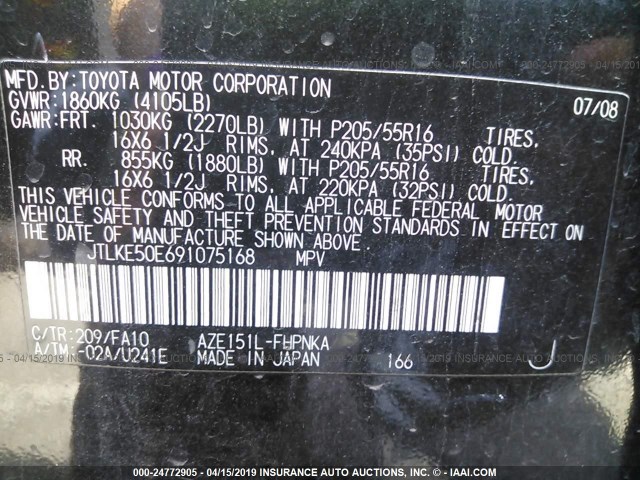 MFD.BY:TOYOTA MOTOR CORPORATION
GVWR:1860KG (4105LB) 07/08
GAWR:FRT. 1030KG (2270LB) WITH P205/55R16 TIRES,
16X6 1/2J RIMS, AT 240KPA (35PSI) COLD.
RR. 855KG (1880LB) WITH P205/55R16 TIRES,
16X6 1/2J RIMS, AT 220KPA (32PSI) COLD.
THIS VEHICLE CONFORMS TO ALL APPLICABLE FEDERAL MOTOR
VEHICLE SAFETY AND THEFT PREVENTION STANDARDS IN EFFECT ON
THE DATE OF MANUFACTURE SHOWN ABOVE.
JTLKE50E691075168 MPV
C/TR:209/FA10 AZE151L-FHPNKA
A/TM:-02A/U241E MADE IN JAPAN 166 J
000-24772905 - 04/15/2019 INSURANCE AUTO AUCTIONS, INC. - IAAI.COM